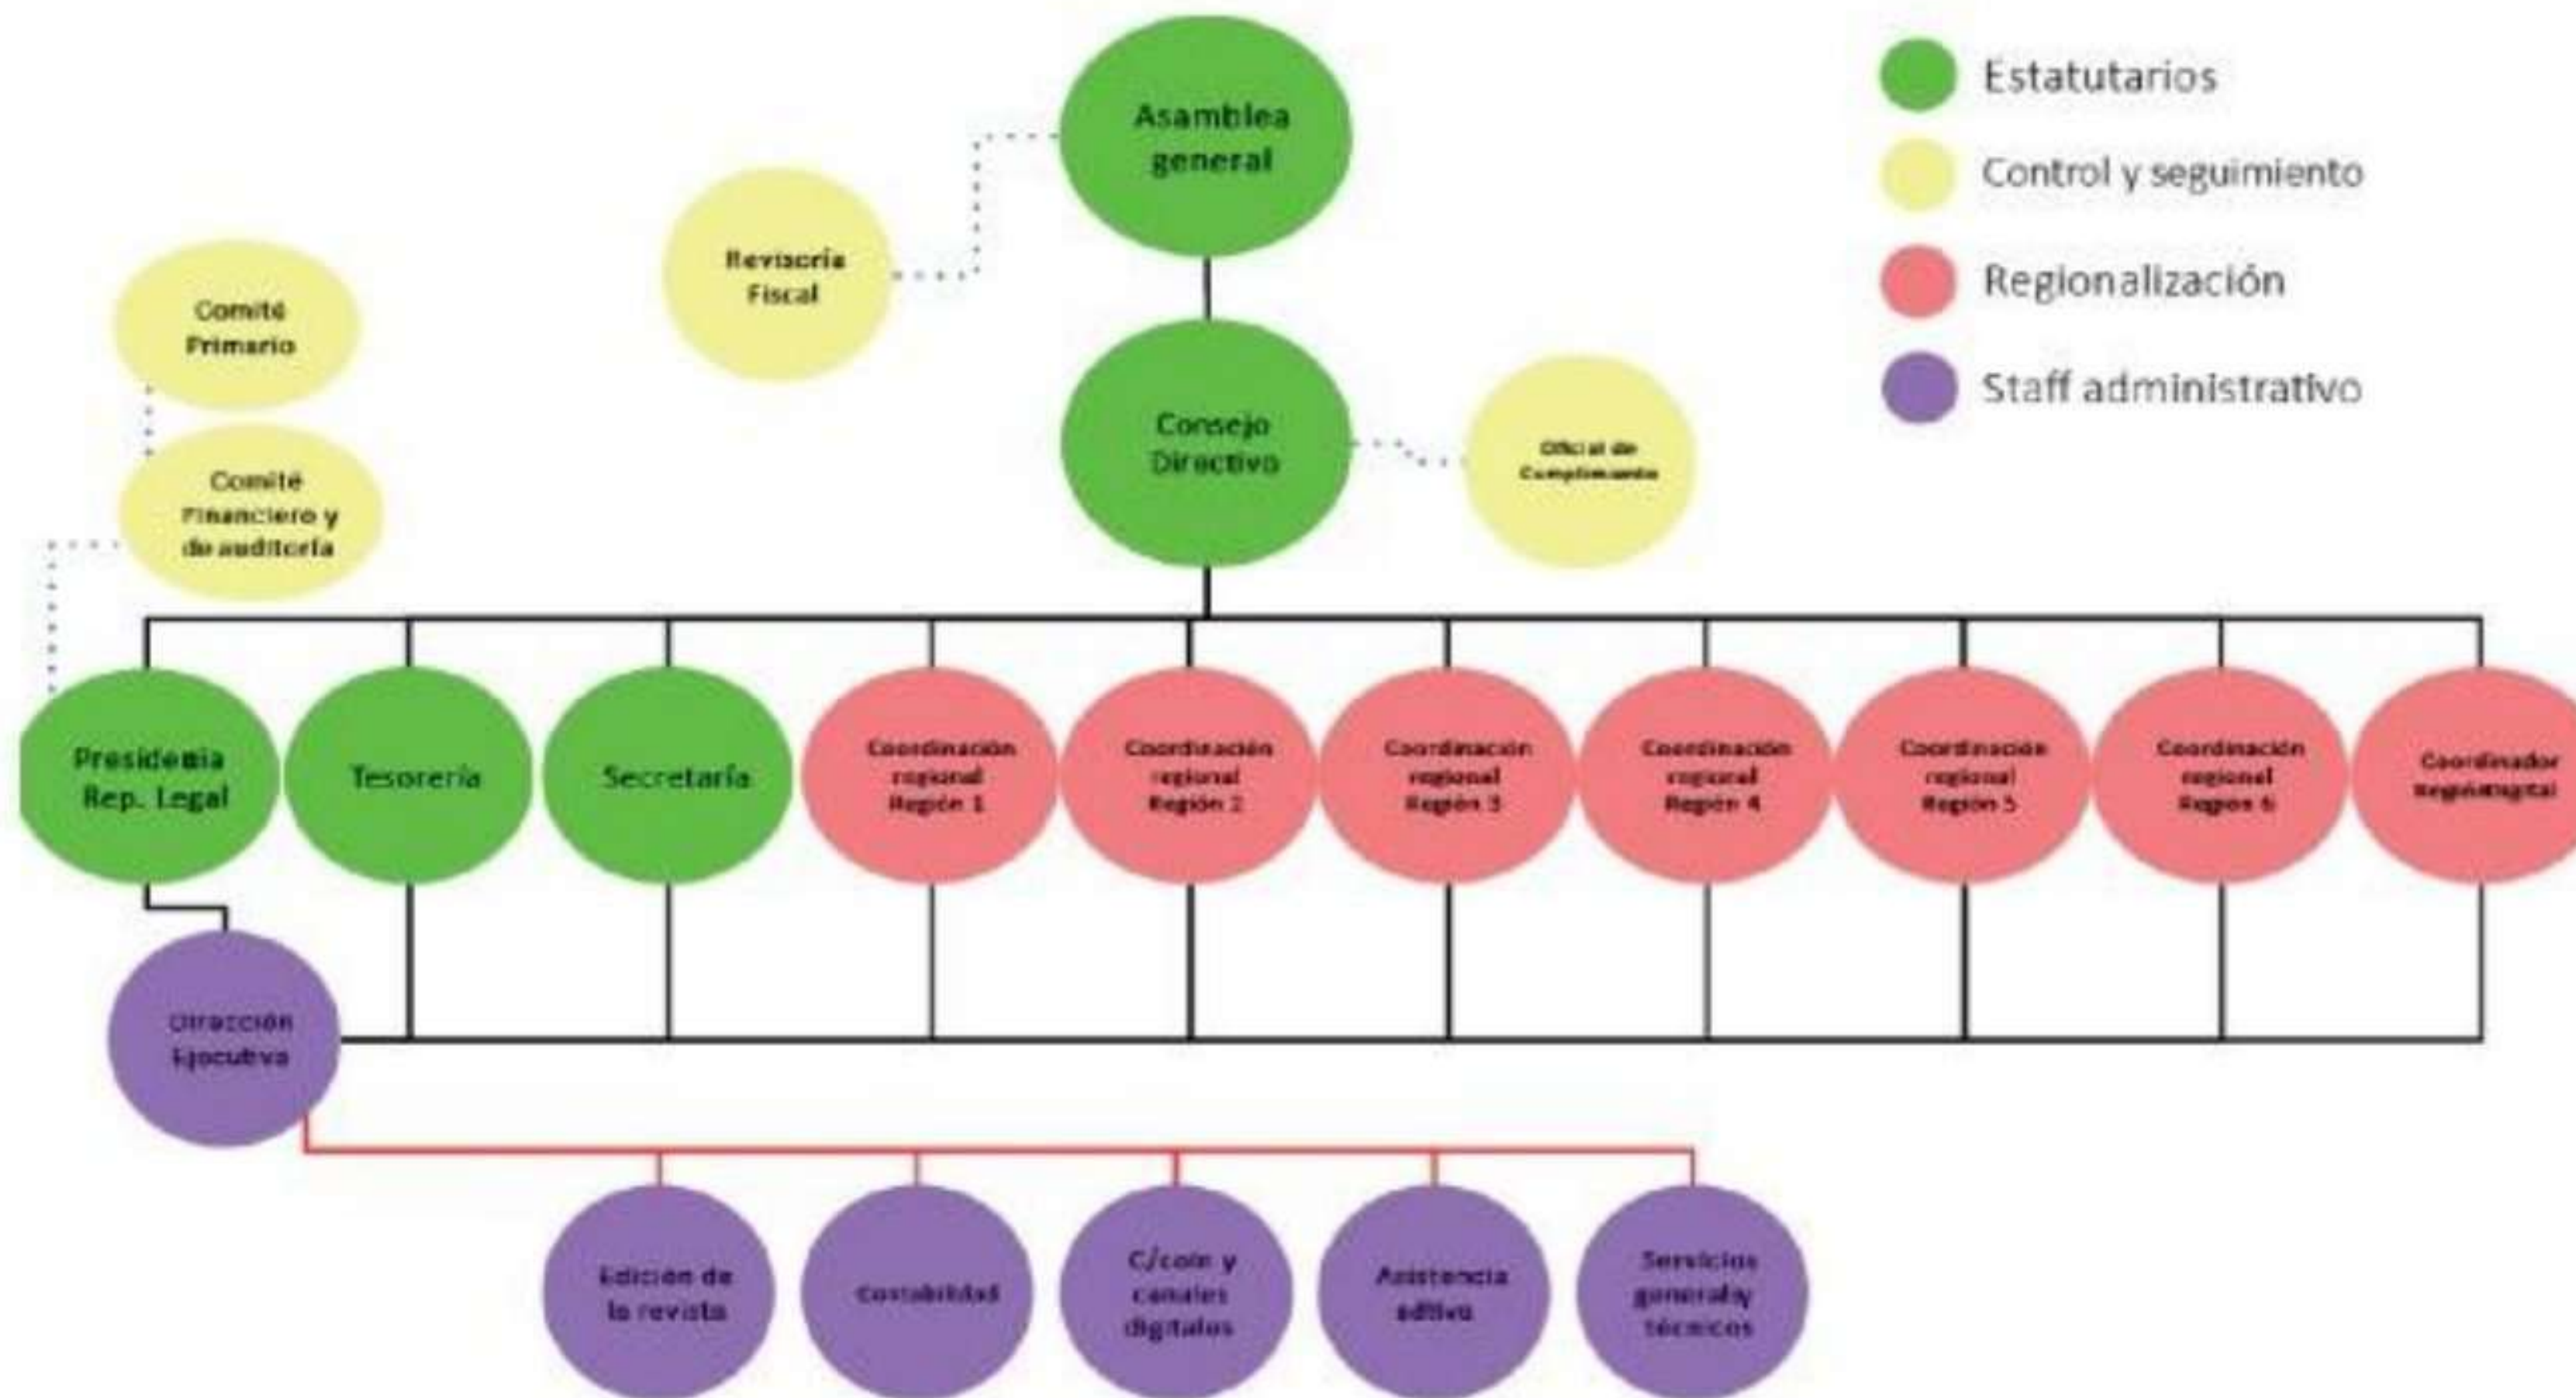 Asamblea
general
Estatutarios
Control y seguimiento
Regionalización
Staff administrativo
Revisoría
Fiscal
Comité
Primario
Consejo
Directivo
Oficial de
Cumplimiento
Comité
Financiero y
de auditoría
Presidenia
Rep. Legal
Tesorería
Secretaría
Coordinación
regional
Región 1
Coordinación
regional
Región 2
Coordinación
regional
Región 3
Coordinación
regional
Región 4
Coordinación
regional
Región 5
Coordinación
regional
Región 6
Coordinador
Dirección
Ejecutiva
Edición de
la revista
Contabilidad
C/com y
canales
digitales
Asistencia
adtiva
Servicios
técnicos